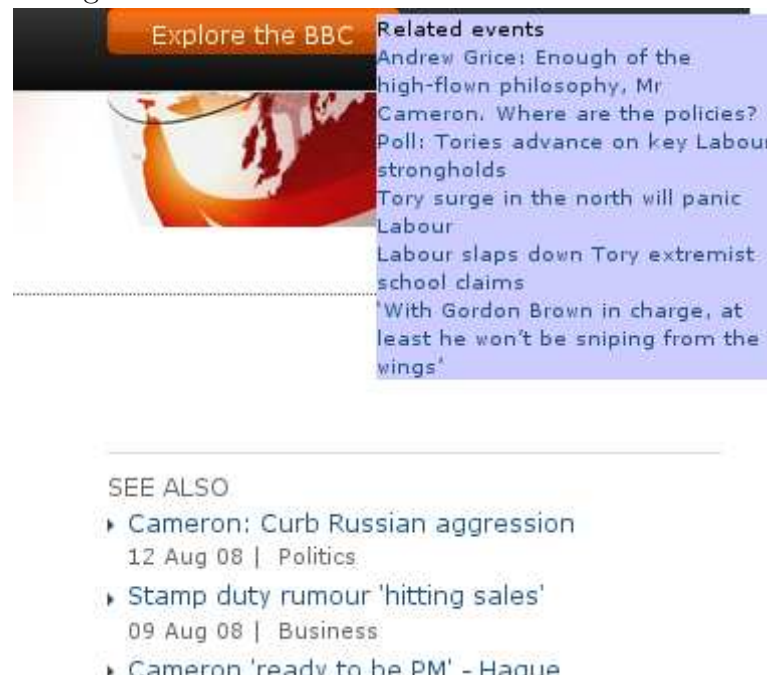 Explore the BBC
Related events
Andrew Grice: Enough of the
high-flown philosophy, Mr
Cameron. Where are the policies?
Poll: Tories advance on key Labour
strongholds
Tory surge in the north will panic
Labour
Labour slaps down Tory extremist
school claims
'With Gordon Brown in charge, at
least he won't be sniping from the
wings'
SEE ALSO
Cameron: Curb Russian aggression
12 Aug 08 | Politics
Stamp duty rumour 'hitting sales'
09 Aug 08 | Business
Cameron 'ready to be PM' - Hague